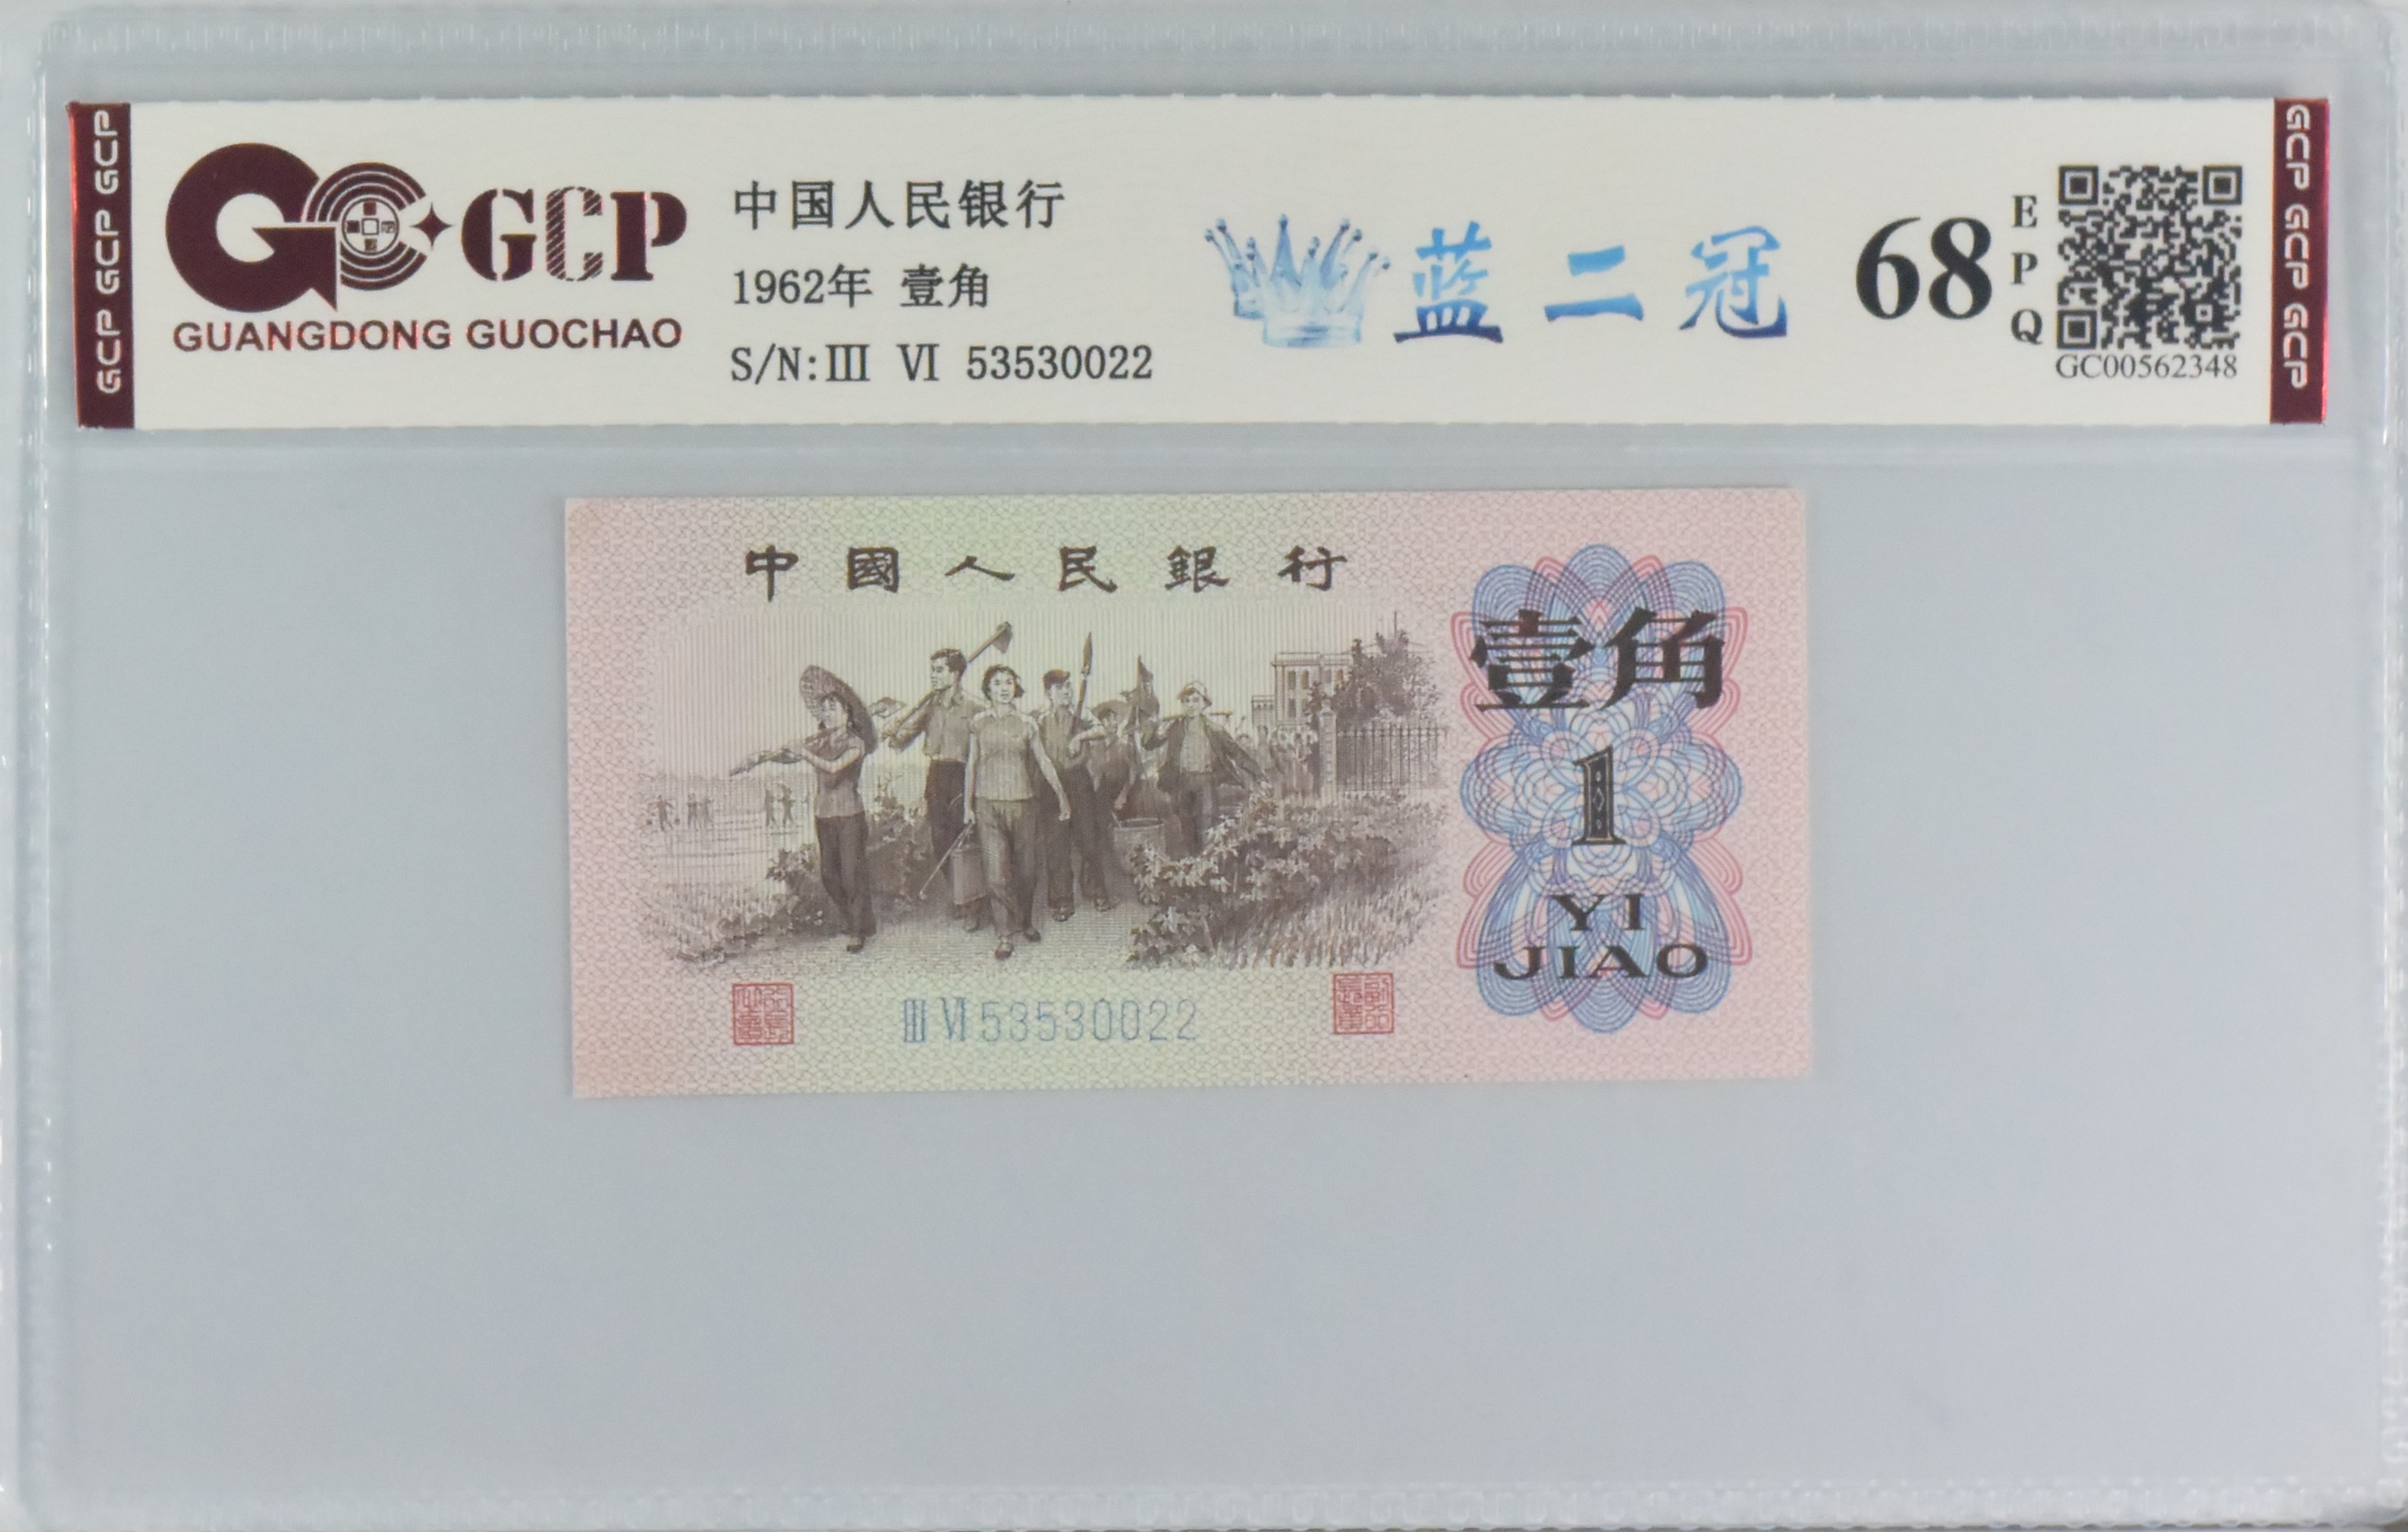 GCP GCP GCP
GCP
GUANGDONG GUOCHAO
中国人民银行
1962年 壹角
S/N:Ⅲ Ⅵ 53530022
蓝二冠
68
EPQ
GC00562348
GCP GCP GCP
中國人民銀行
壹角
1
YI
JIAO
Ⅲ Ⅵ 53530022